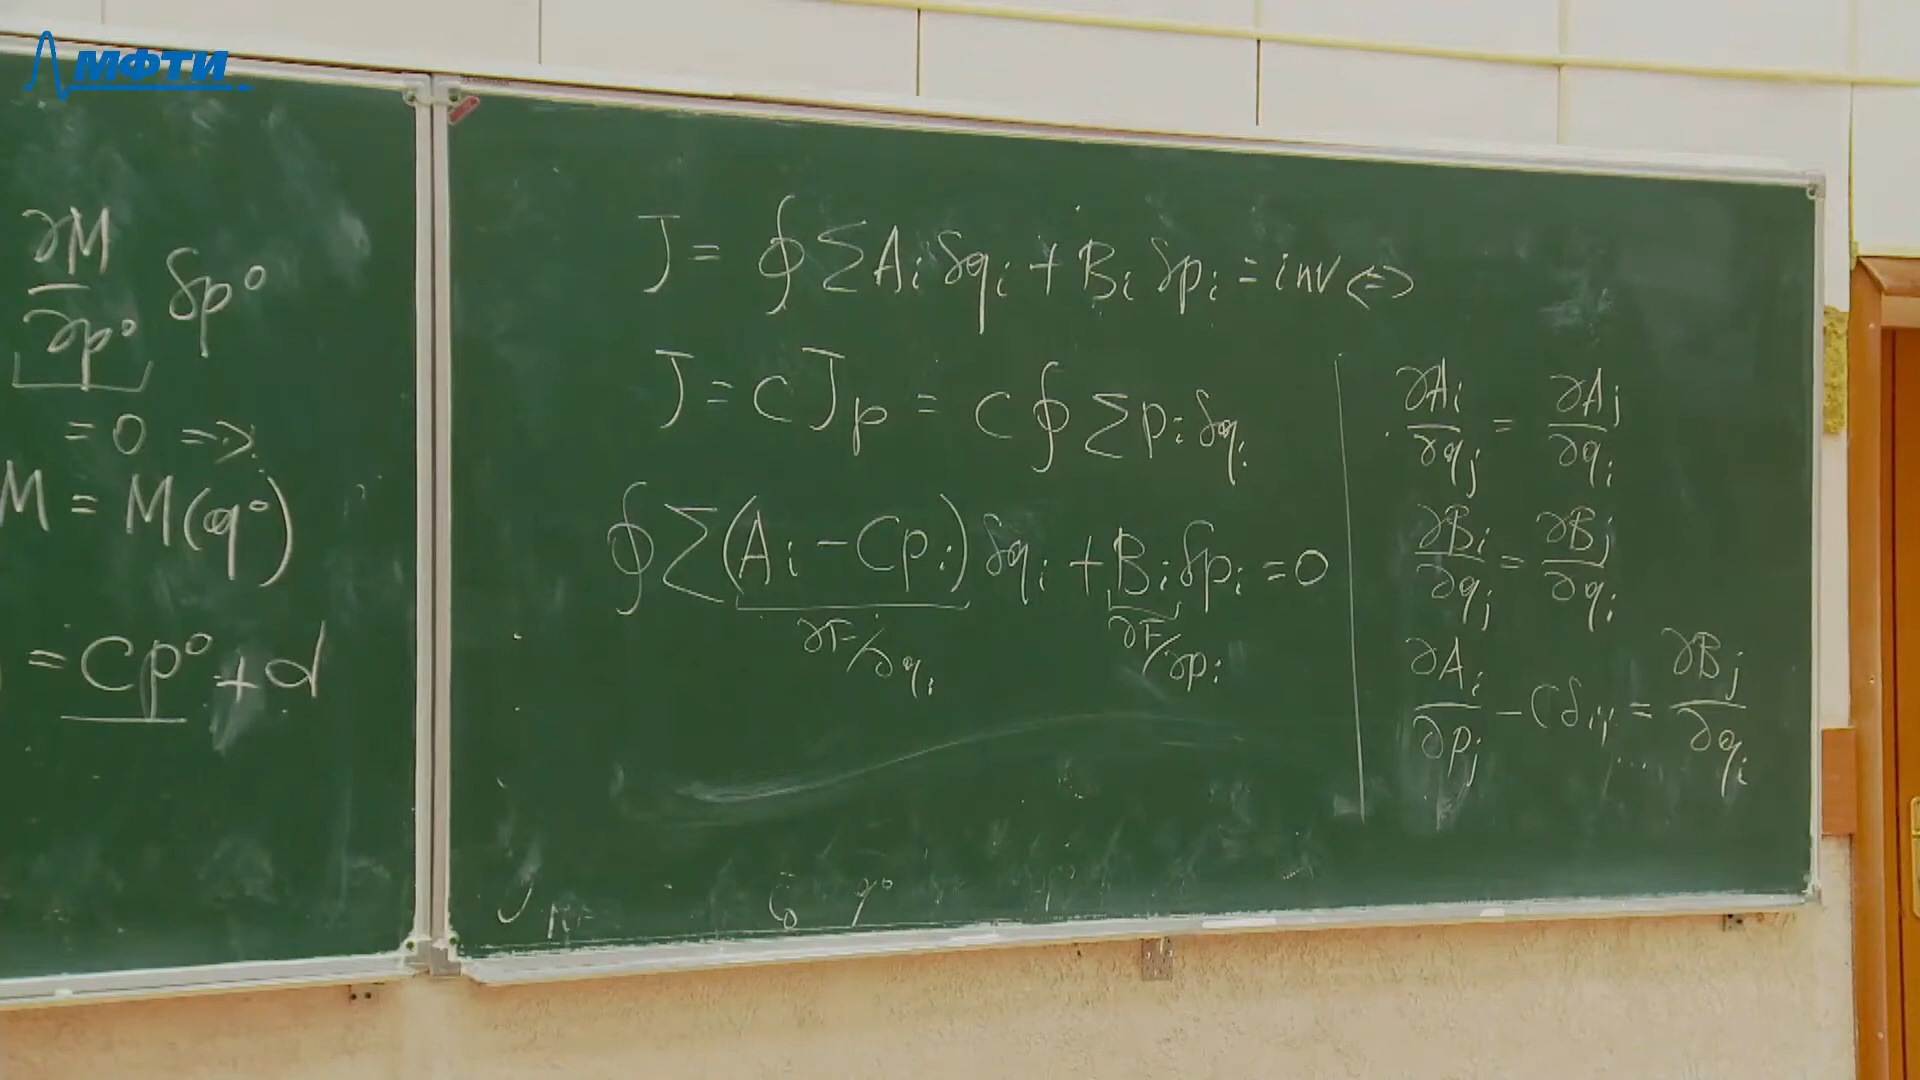 МФТИ
∂M/∂p° δp°
= 0 =>
M = M(q°)
= cp° + d
J = ∮ Σ A_i δq_i + B_i δp_i = inv <=>
J = c J_p = c ∮ Σ p_i δq_i
∮ Σ (A_i − Cp_i) δq_i + B_i δp_i = 0
∂F/∂q_i ∂F/∂p_i
∂A_i/∂q_j = ∂A_j/∂q_i
∂B_i/∂q_j = ∂B_j/∂q_i
∂A_i/∂p_j − Cδ_ij = ∂B_j/∂q_i